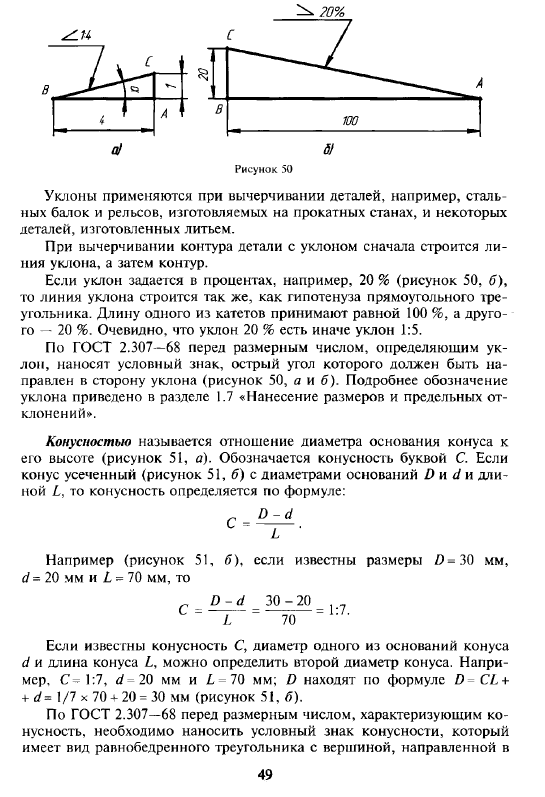 ∠14
20%
C
C
B
α
1
A
4
20
B
A
100
а)
б)
Рисунок 50
Уклоны применяются при вычерчивании деталей, например, сталь-
ных балок и рельсов, изготовляемых на прокатных станах, и некоторых
деталей, изготовленных литьем.
При вычерчивании контура детали с уклоном сначала строится ли-
ния уклона, а затем контур.
Если уклон задается в процентах, например, 20 % (рисунок 50, б),
то линия уклона строится так же, как гипотенуза прямоугольного тре-
угольника. Длину одного из катетов принимают равной 100 %, а друго-
го — 20 %. Очевидно, что уклон 20 % есть иначе уклон 1:5.
По ГОСТ 2.307—68 перед размерным числом, определяющим ук-
лон, наносят условный знак, острый угол которого должен быть на-
правлен в сторону уклона (рисунок 50, а и б). Подробнее обозначение
уклона приведено в разделе 1.7 «Нанесение размеров и предельных от-
клонений».
Конусностью называется отношение диаметра основания конуса к
его высоте (рисунок 51, а). Обозначается конусность буквой С. Если
конус усеченный (рисунок 51, б) с диаметрами оснований D и d и дли-
ной L, то конусность определяется по формуле:
C = (D - d) / L .
Например (рисунок 51, б), если известны размеры D = 30 мм,
d = 20 мм и L = 70 мм, то
C = (D - d) / L = (30 - 20) / 70 = 1:7.
Если известны конусность С, диаметр одного из оснований конуса
d и длина конуса L, можно определить второй диаметр конуса. Напри-
мер, С = 1:7, d = 20 мм и L = 70 мм; D находят по формуле D = CL +
+ d = 1/7 × 70 + 20 = 30 мм (рисунок 51, б).
По ГОСТ 2.307—68 перед размерным числом, характеризующим ко-
нусность, необходимо наносить условный знак конусности, который
имеет вид равнобедренного треугольника с вершиной, направленной в
49